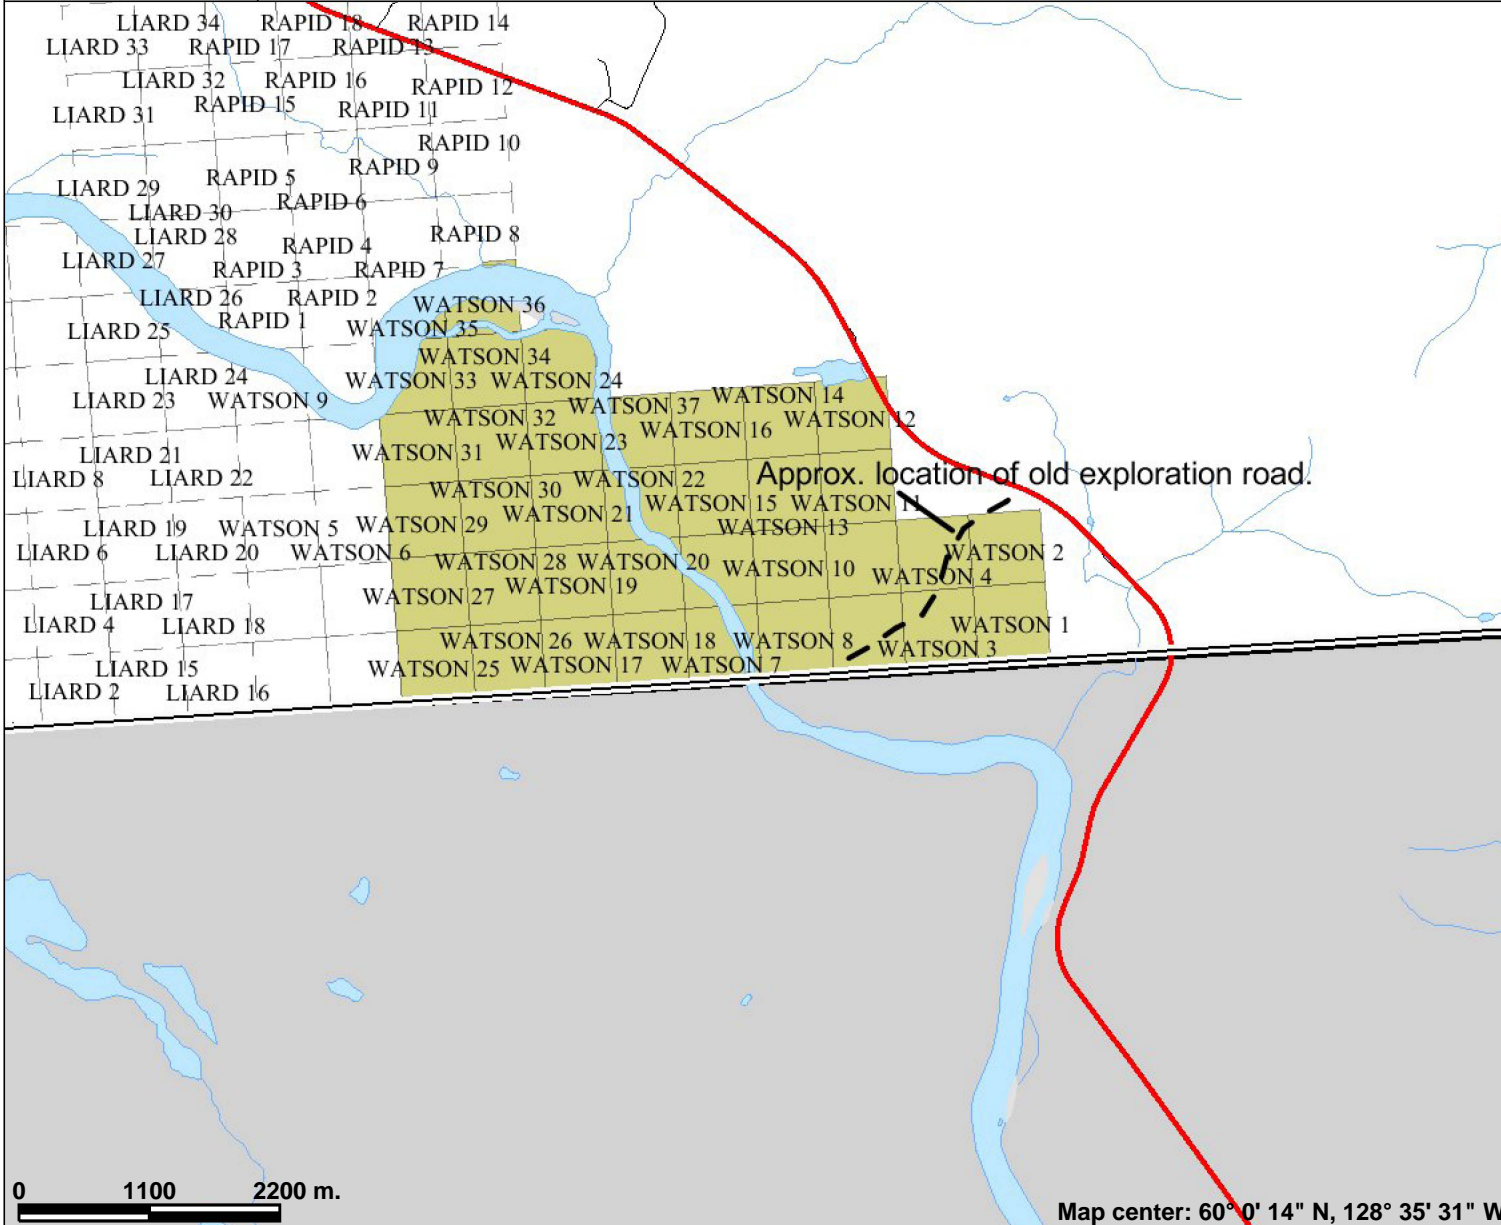 LIARD 34 RAPID 18 RAPID 14
LIARD 33 RAPID 17 RAPID 13
LIARD 32 RAPID 16 RAPID 12
LIARD 31 RAPID 15 RAPID 11
RAPID 10
RAPID 9
LIARD 29 RAPID 5
LIARD 30 RAPID 6
LIARD 28 RAPID 4 RAPID 8
LIARD 27 RAPID 3 RAPID 7
LIARD 26 RAPID 2 WATSON 36
LIARD 25 RAPID 1 WATSON 35
WATSON 34
LIARD 24 WATSON 33 WATSON 24
LIARD 23 WATSON 9 WATSON 37 WATSON 14
WATSON 32 WATSON 16 WATSON 12
LIARD 21 WATSON 31 WATSON 23
LIARD 8 LIARD 22 WATSON 30 WATSON 22
Approx. location of old exploration road.
WATSON 15 WATSON 11
LIARD 19 WATSON 5 WATSON 29 WATSON 21 WATSON 13
LIARD 6 LIARD 20 WATSON 6 WATSON 28 WATSON 20 WATSON 10 WATSON 2
WATSON 4
LIARD 17 WATSON 27 WATSON 19
LIARD 4 LIARD 18 WATSON 26 WATSON 18 WATSON 8 WATSON 1
WATSON 3
LIARD 15 WATSON 25 WATSON 17 WATSON 7
LIARD 2 LIARD 16
0 1100 2200 m.
Map center: 60° 0' 14" N, 128° 35' 31" W